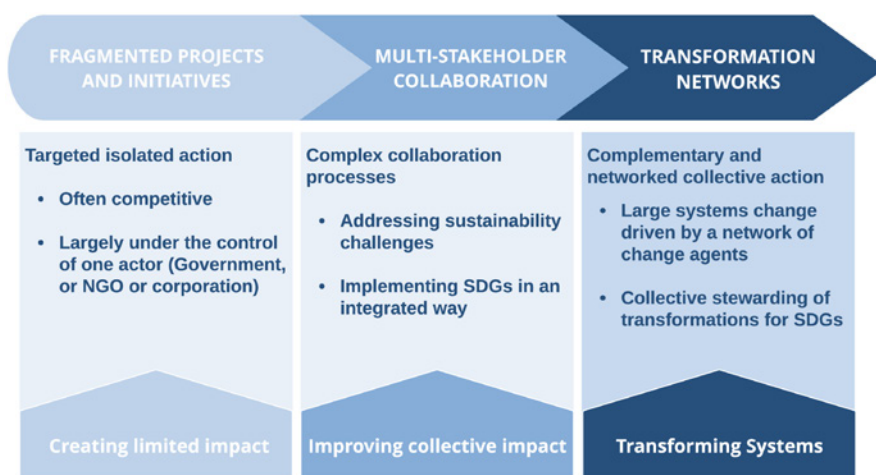 FRAGMENTED PROJECTS
AND INITIATIVES
MULTI-STAKEHOLDER
COLLABORATION
TRANSFORMATION
NETWORKS
Targeted isolated action
• Often competitive
• Largely under the control
of one actor (Government,
or NGO or corporation)
Creating limited impact
Complex collaboration
processes
• Addressing sustainability
challenges
• Implementing SDGs in an
integrated way
Improving collective impact
Complementary and
networked collective action
• Large systems change
driven by a network of
change agents
• Collective stewarding of
transformations for SDGs
Transforming Systems